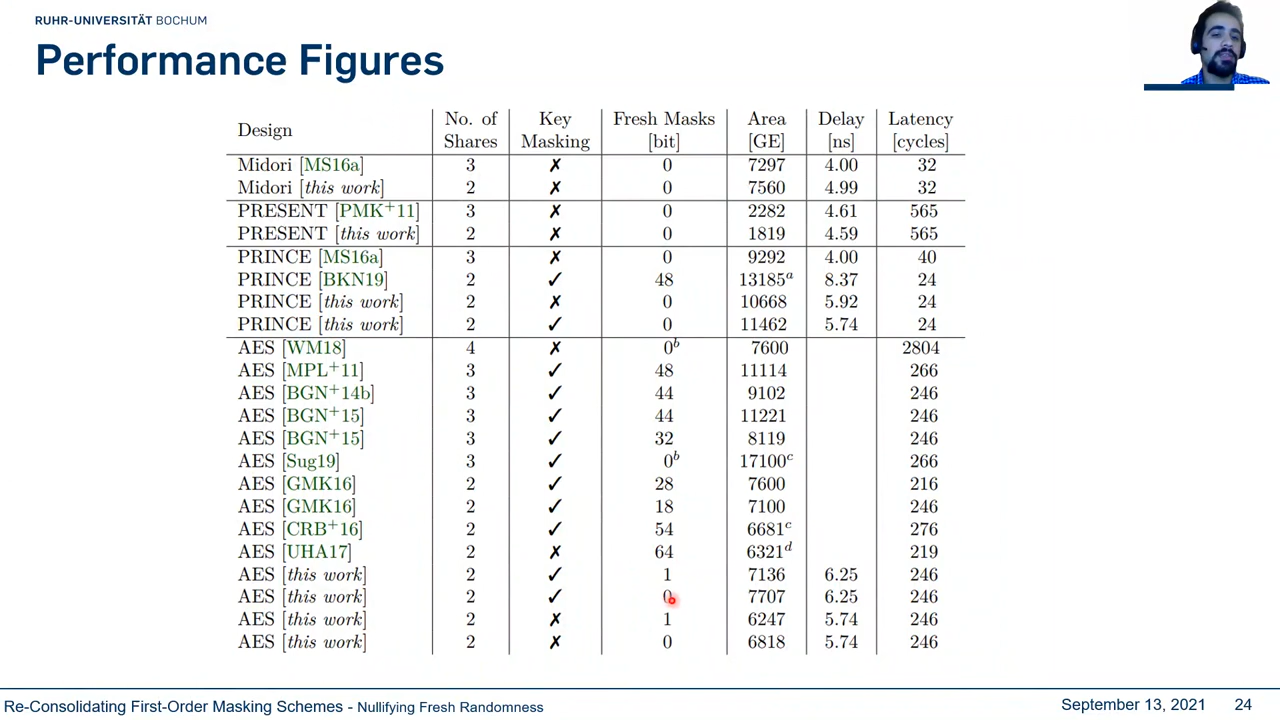 RUHR-UNIVERSITÄT BOCHUM
Performance Figures
Design No. of Shares Key Masking Fresh Masks [bit] Area [GE] Delay [ns] Latency [cycles]
Midori [MS16a] 3 ✗ 0 7297 4.00 32
Midori [this work] 2 ✗ 0 7560 4.99 32
PRESENT [PMK+11] 3 ✗ 0 2282 4.61 565
PRESENT [this work] 2 ✗ 0 1819 4.59 565
PRINCE [MS16a] 3 ✗ 0 9292 4.00 40
PRINCE [BKN19] 2 ✓ 48 13185a 8.37 24
PRINCE [this work] 2 ✗ 0 10668 5.92 24
PRINCE [this work] 2 ✓ 0 11462 5.74 24
AES [WM18] 4 ✗ 0b 7600 2804
AES [MPL+11] 3 ✓ 48 11114 266
AES [BGN+14b] 3 ✓ 44 9102 246
AES [BGN+15] 3 ✓ 44 11221 246
AES [BGN+15] 3 ✓ 32 8119 246
AES [Sug19] 3 ✓ 0b 17100c 266
AES [GMK16] 2 ✓ 28 7600 216
AES [GMK16] 2 ✓ 18 7100 246
AES [CRB+16] 2 ✓ 54 6681c 276
AES [UHA17] 2 ✗ 64 6321d 219
AES [this work] 2 ✓ 1 7136 6.25 246
AES [this work] 2 ✓ 0 7707 6.25 246
AES [this work] 2 ✗ 1 6247 5.74 246
AES [this work] 2 ✗ 0 6818 5.74 246
Re-Consolidating First-Order Masking Schemes - Nullifying Fresh Randomness September 13, 2021 24